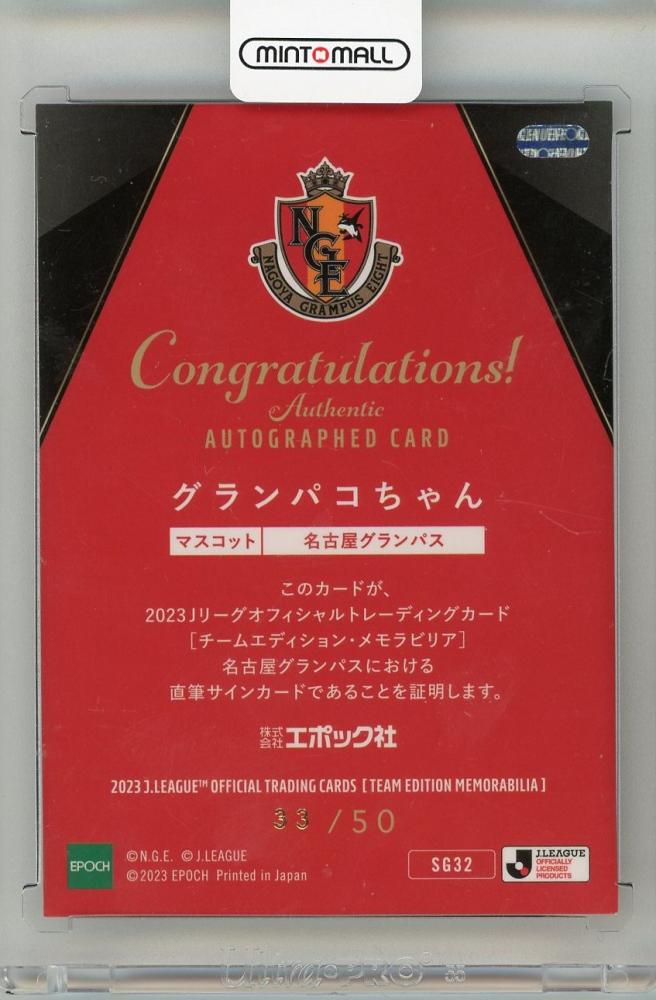 MINTOMALL
NGE
NAGOYA GRAMPUS EIGHT
Congratulations!
Authentic
AUTOGRAPHED CARD
グランパコちゃん
マスコット 名古屋グランパス
このカードが、
2023Jリーグオフィシャルトレーディングカード
［チームエディション・メモラビリア］
名古屋グランパスにおける
直筆サインカードであることを証明します。
株式会社エポック社
2023 J.LEAGUE™ OFFICIAL TRADING CARDS [ TEAM EDITION MEMORABILIA ]
33 /50
EPOCH
©N.G.E. ©J.LEAGUE
©2023 EPOCH Printed in Japan
SG32
J.LEAGUE
OFFICIALLY
LICENSED
PRODUCTS